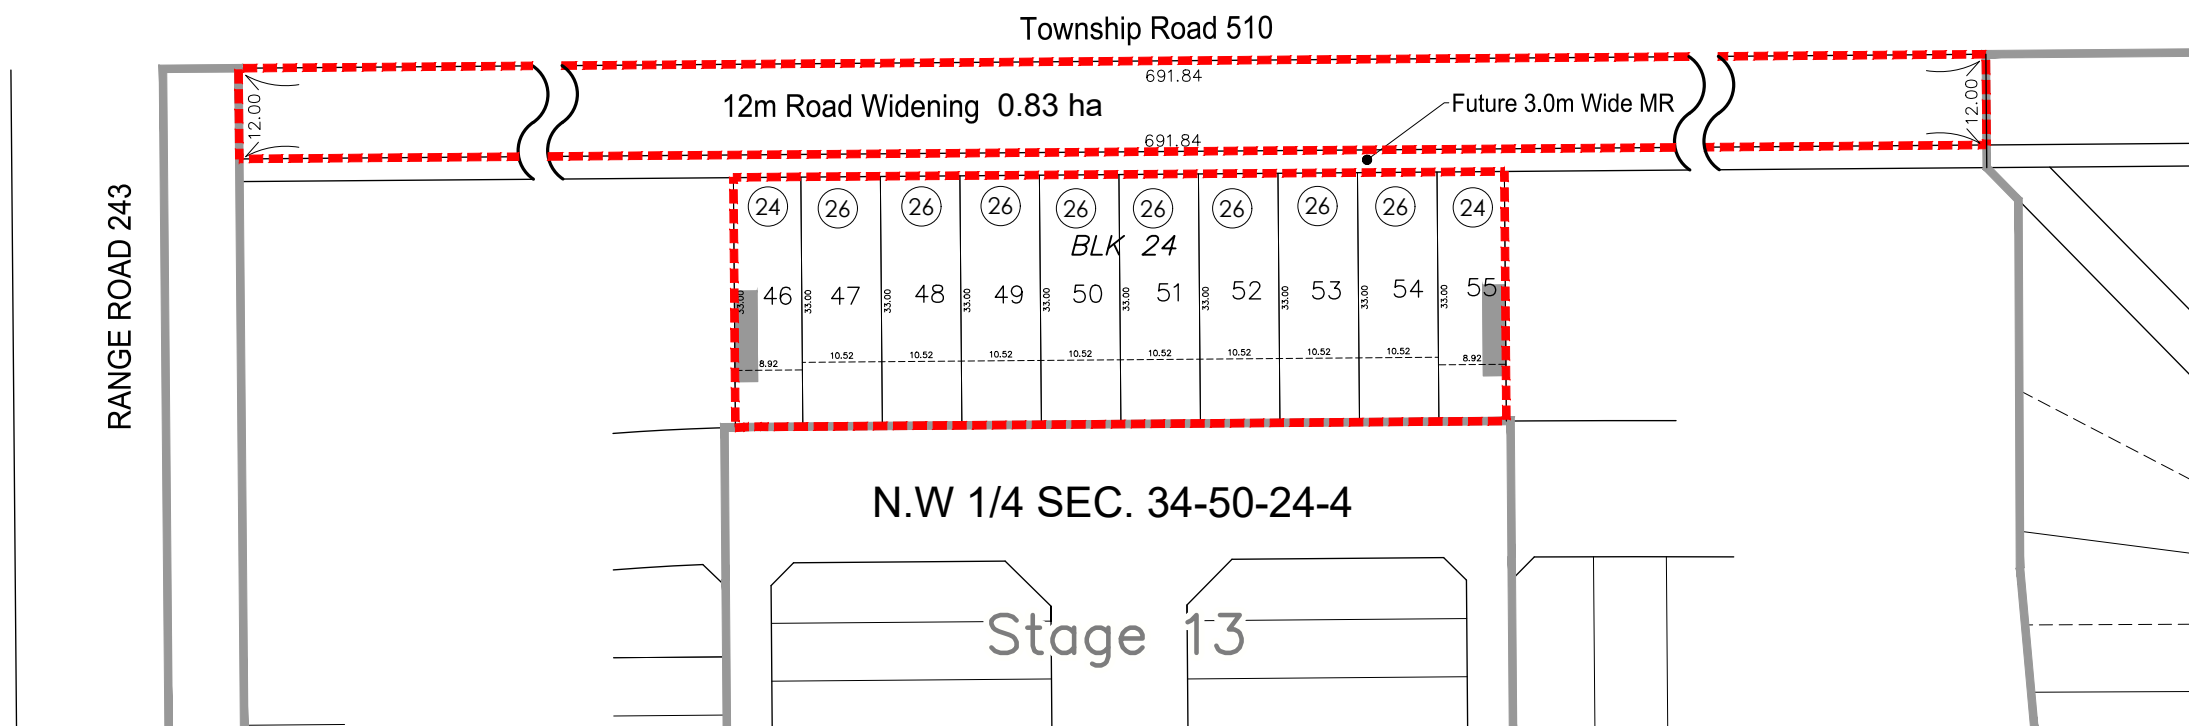 Township Road 510
691.84
12m Road Widening 0.83 ha
Future 3.0m Wide MR
12.00
12.00
691.84
RANGE ROAD 243
24 26 26 26 26 26 26 26 26 24
BLK 24
46 47 48 49 50 51 52 53 54 55
33.00 33.00 33.00 33.00 33.00 33.00 33.00 33.00 33.00 33.00
8.92 10.52 10.52 10.52 10.52 10.52 10.52 10.52 10.52 8.92
N.W 1/4 SEC. 34-50-24-4
Stage 13